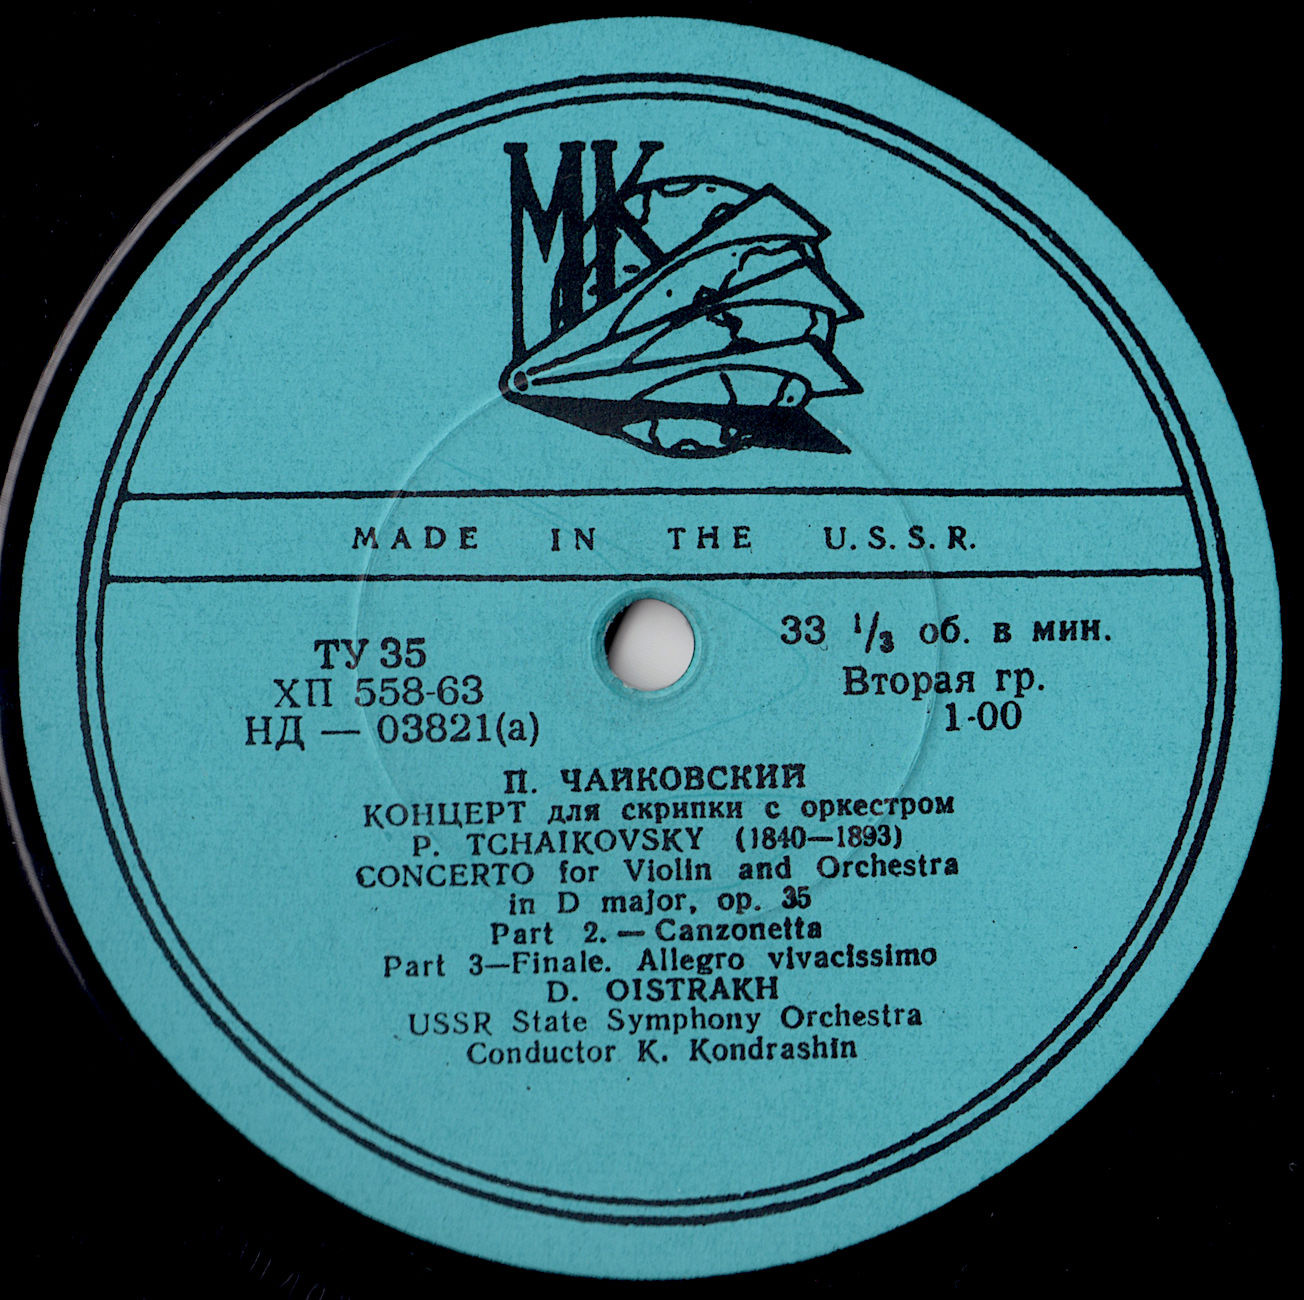 МК
MADE IN THE U.S.S.R.
ТУ 35
ХП 558-63
НД — 03821(а)
33 1/3 об. в мин.
Вторая гр.
1-00
П. ЧАЙКОВСКИЙ
КОНЦЕРТ для скрипки с оркестром
P. TCHAIKOVSKY (1840—1893)
CONCERTO for Violin and Orchestra
in D major, op. 35
Part 2. — Canzonetta
Part 3—Finale. Allegro vivacissimo
D. OISTRAKH
USSR State Symphony Orchestra
Conductor K. Kondrashin